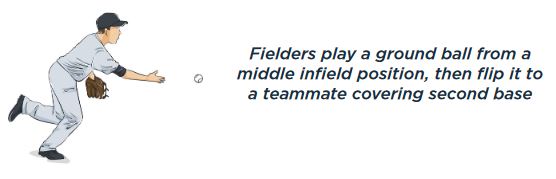 Fielders play a ground ball from a
middle infield position, then flip it to
a teammate covering second base